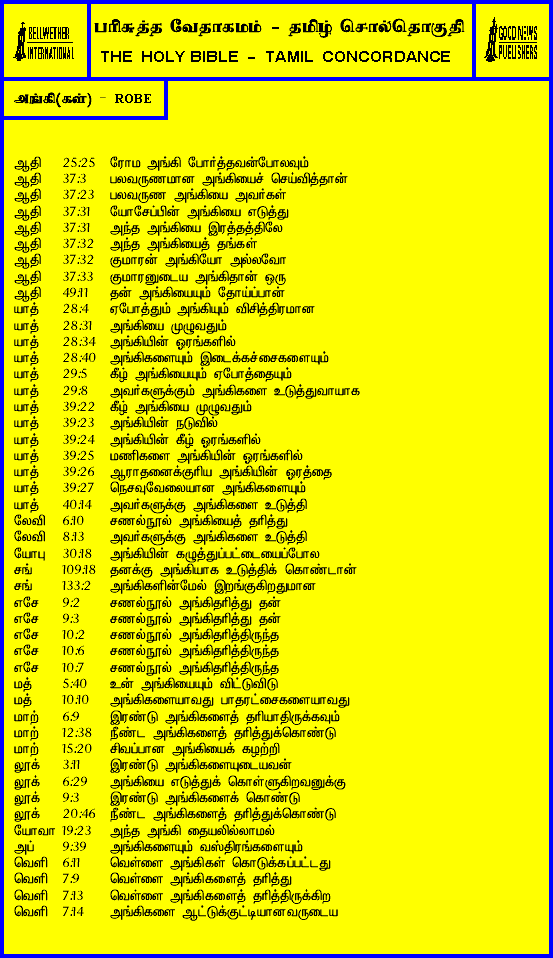 BELLWETHER
INTERNATIONAL
பரிசுத்த வேதாகமம் - தமிழ் சொல்தொகுதி
THE HOLY BIBLE - TAMIL CONCORDANCE
GOOD NEWS
PUBLISHERS
அங்கி(கள்) - ROBE
ஆதி 25:25 ரோம அங்கி போர்த்தவன்போலவும்
ஆதி 37:3 பலவருணமான அங்கியைச் செய்வித்தான்
ஆதி 37:23 பலவருண அங்கியை அவர்கள்
ஆதி 37:31 யோசேப்பின் அங்கியை எடுத்து
ஆதி 37:31 அந்த அங்கியை இரத்தத்திலே
ஆதி 37:32 அந்த அங்கியைத் தங்கள்
ஆதி 37:32 குமாரன் அங்கியோ அல்லவோ
ஆதி 37:33 குமாரனுடைய அங்கிதான் ஒரு
ஆதி 49:11 தன் அங்கியையும் தோய்ப்பான்
யாத் 28:4 ஏபோத்தும் அங்கியும் விசித்திரமான
யாத் 28:31 அங்கியை முழுவதும்
யாத் 28:34 அங்கியின் ஓரங்களில்
யாத் 28:40 அங்கிகளையும் இடைக்கச்சைகளையும்
யாத் 29:5 கீழ் அங்கியையும் ஏபோத்தையும்
யாத் 29:8 அவர்களுக்கும் அங்கிகளை உடுத்துவாயாக
யாத் 39:22 கீழ் அங்கியை முழுவதும்
யாத் 39:23 அங்கியின் நடுவில்
யாத் 39:24 அங்கியின் கீழ் ஓரங்களில்
யாத் 39:25 மணிகளை அங்கியின் ஓரங்களில்
யாத் 39:26 ஆராதனைக்குரிய அங்கியின் ஓரத்தை
யாத் 39:27 நெசவுவேலையான அங்கிகளையும்
யாத் 40:14 அவர்களுக்கு அங்கிகளை உடுத்தி
லேவி 6:10 சணல்நூல் அங்கியைத் தரித்து
லேவி 8:13 அவர்களுக்கு அங்கிகளை உடுத்தி
யோபு 30:18 அங்கியின் கழுத்துப்பட்டையைப்போல
சங் 109:18 தனக்கு அங்கியாக உடுத்திக் கொண்டான்
சங் 133:2 அங்கிகளின்மேல் இறங்குகிறதுமான
எசே 9:2 சணல்நூல் அங்கிதரித்து தன்
எசே 9:3 சணல்நூல் அங்கிதரித்து தன்
எசே 10:2 சணல்நூல் அங்கிதரித்திருந்த
எசே 10:6 சணல்நூல் அங்கிதரித்திருந்த
எசே 10:7 சணல்நூல் அங்கிதரித்திருந்த
மத் 5:40 உன் அங்கியையும் விட்டுவிடு
மத் 10:10 அங்கிகளையாவது பாதரட்சைகளையாவது
மாற் 6:9 இரண்டு அங்கிகளைத் தரியாதிருக்கவும்
மாற் 12:38 நீண்ட அங்கிகளைத் தரித்துக்கொண்டு
மாற் 15:20 சிவப்பான அங்கியைக் கழற்றி
லூக் 3:11 இரண்டு அங்கிகளையுடையவன்
லூக் 6:29 அங்கியை எடுத்துக் கொள்ளுகிறவனுக்கு
லூக் 9:3 இரண்டு அங்கிகளைக் கொண்டு
லூக் 20:46 நீண்ட அங்கிகளைத் தரித்துக்கொண்டு
யோவா 19:23 அந்த அங்கி தையலில்லாமல்
அப் 9:39 அங்கிகளையும் வஸ்திரங்களையும்
வெளி 6:11 வெள்ளை அங்கிகள் கொடுக்கப்பட்டது
வெளி 7:9 வெள்ளை அங்கிகளைத் தரித்து
வெளி 7:13 வெள்ளை அங்கிகளைத் தரித்திருக்கிற
வெளி 7:14 அங்கிகளை ஆட்டுக்குட்டியானவருடைய